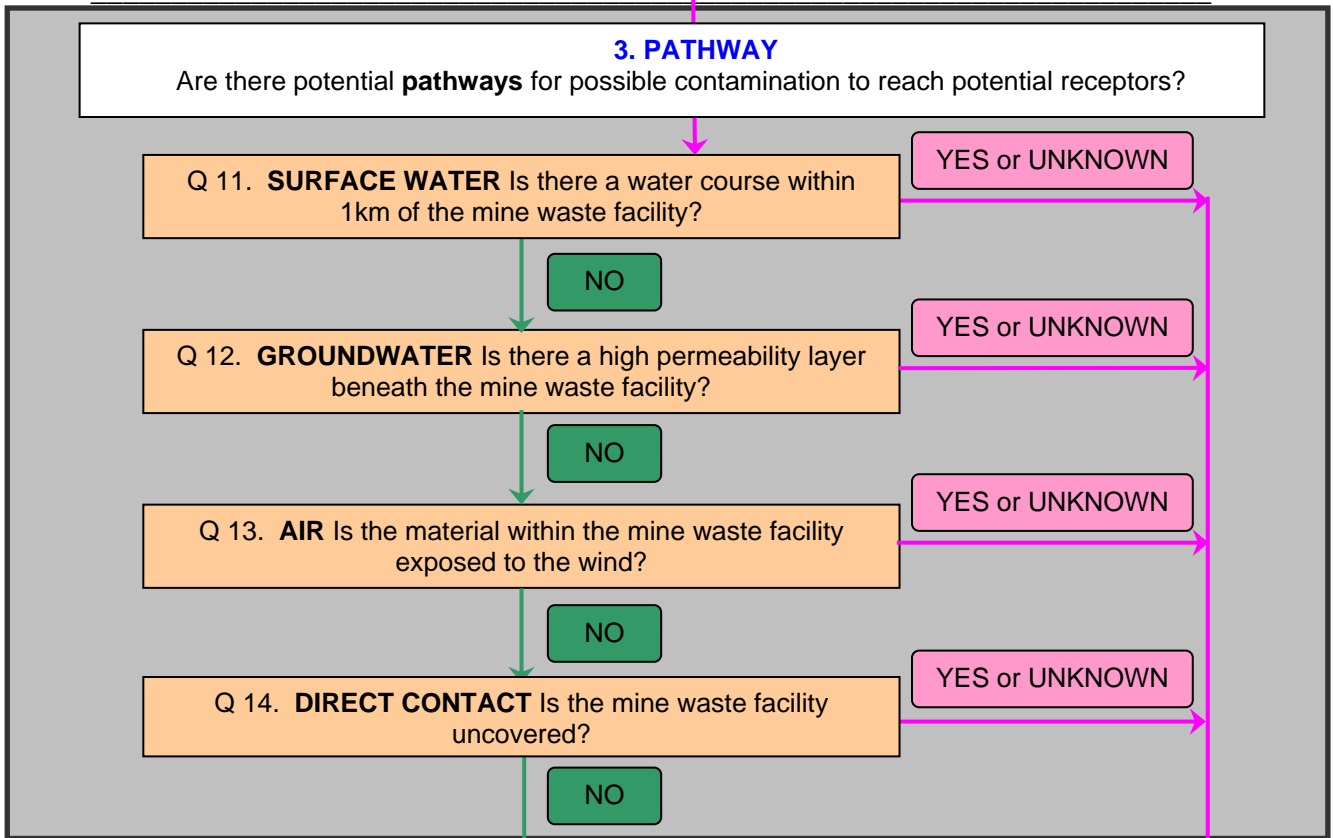 3. PATHWAY
Are there potential pathways for possible contamination to reach potential receptors?
Q 11. SURFACE WATER Is there a water course within
1km of the mine waste facility?
YES or UNKNOWN
NO
Q 12. GROUNDWATER Is there a high permeability layer
beneath the mine waste facility?
YES or UNKNOWN
NO
Q 13. AIR Is the material within the mine waste facility
exposed to the wind?
YES or UNKNOWN
NO
Q 14. DIRECT CONTACT Is the mine waste facility
uncovered?
YES or UNKNOWN
NO